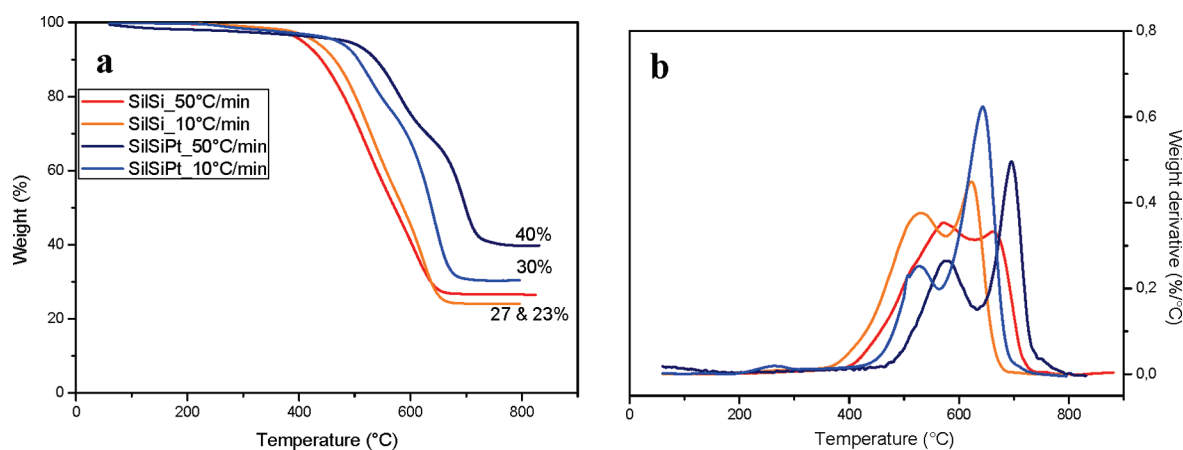 a
100
80
60
40
20
0
Weight (%)
SilSi_50°C/min
SilSi_10°C/min
SilSiPt_50°C/min
SilSiPt_10°C/min
40%
30%
27 & 23%
0
200
400
600
800
Temperature (°C)
b
0,8
0,6
0,4
0,2
0,0
Weight derivative (%/°C)
0
200
400
600
800
Temperature (°C)